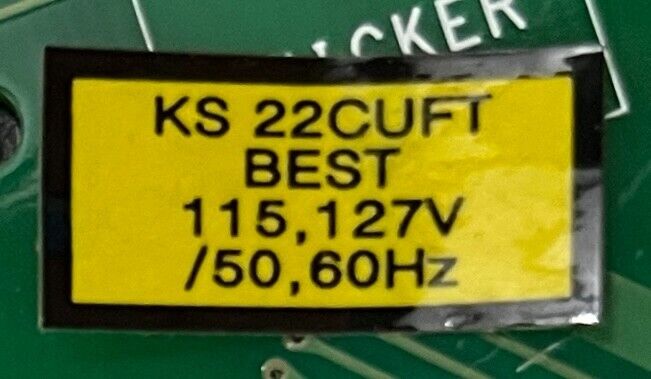 KS 22CUFT
BEST
115,127V
/50,60Hz